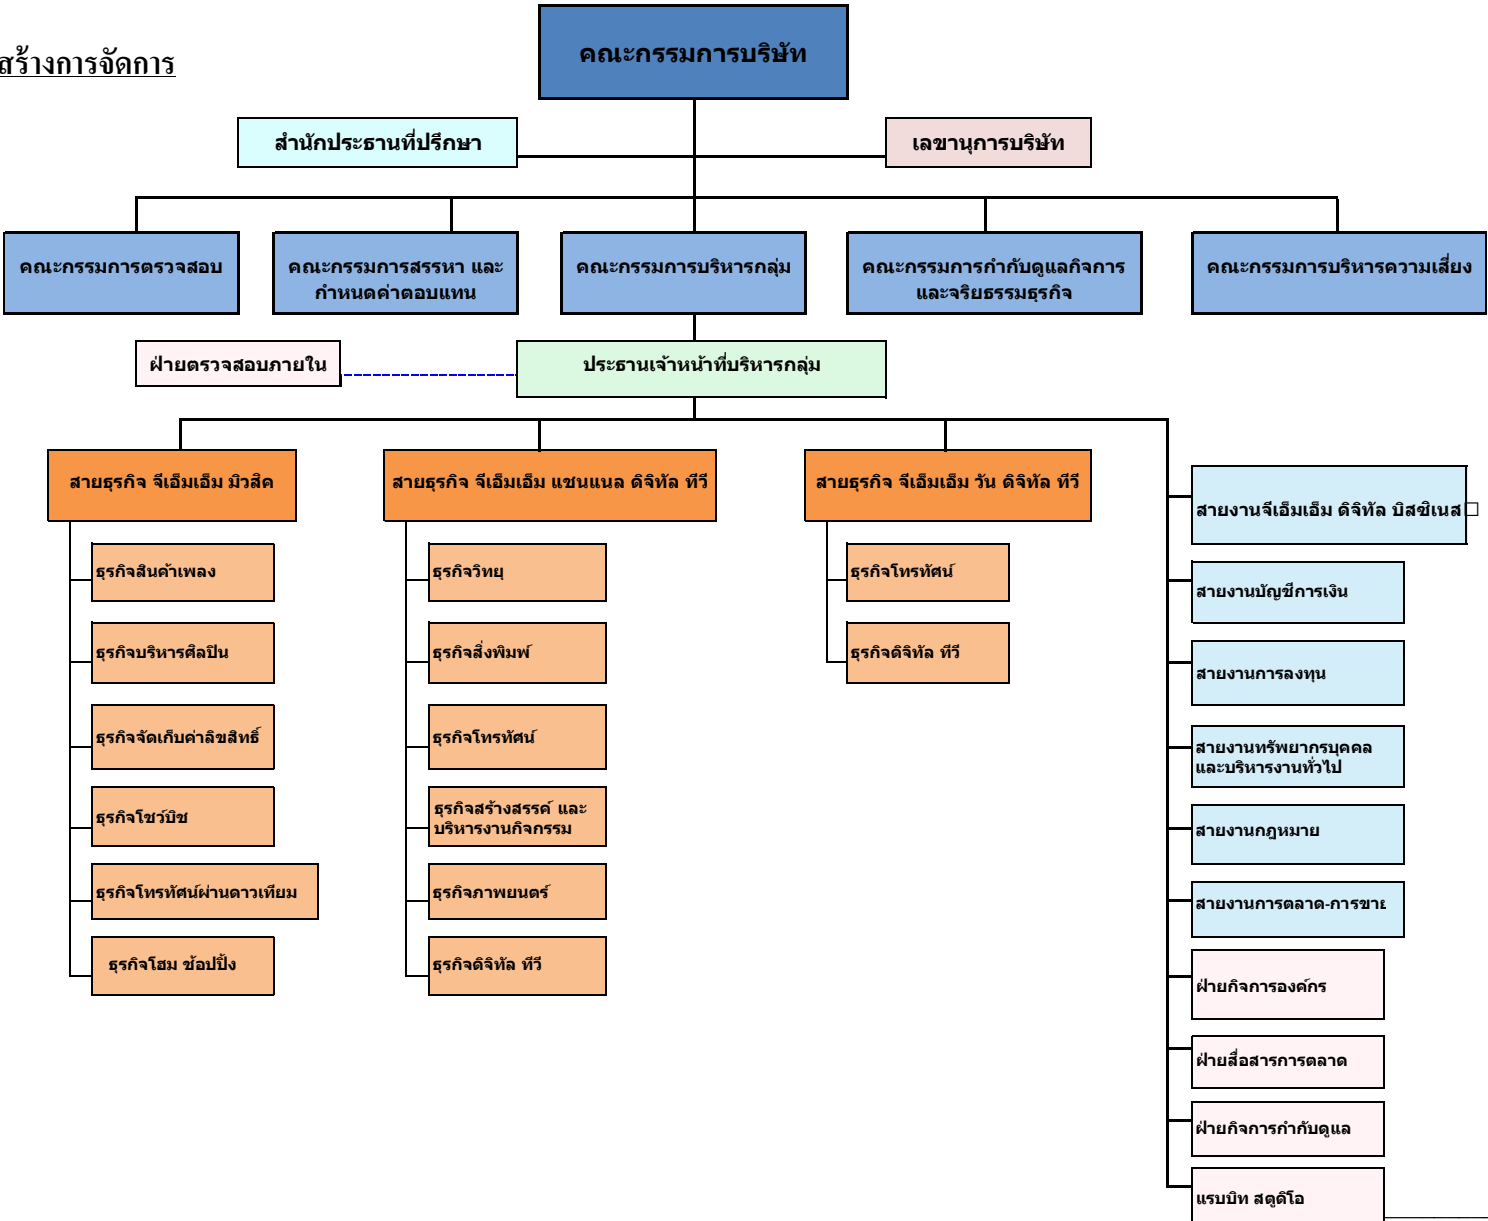 คณะกรรมการบริษัท
สร้างการจัดการ
สำนักประธานที่ปรึกษา
เลขานุการบริษัท
คณะกรรมการตรวจสอบ
คณะกรรมการสรรหา และ
กำหนดค่าตอบแทน
คณะกรรมการบริหารกลุ่ม
คณะกรรมการกำกับดูแลกิจการ
และจริยธรรมธุรกิจ
คณะกรรมการบริหารความเสี่ยง
ฝ่ายตรวจสอบภายใน
ประธานเจ้าหน้าที่บริหารกลุ่ม
สายธุรกิจ จีเอ็มเอ็ม มิวสิค
ธุรกิจสินค้าเพลง
ธุรกิจบริหารศิลปิน
ธุรกิจจัดเก็บค่าลิขสิทธิ์
ธุรกิจโชว์บิช
ธุรกิจโทรทัศน์ผ่านดาวเทียม
ธุรกิจโฮม ช้อปปิ้ง
สายธุรกิจ จีเอ็มเอ็ม แชนแนล ดิจิทัล ทีวี
ธุรกิจวิทยุ
ธุรกิจสิ่งพิมพ์
ธุรกิจโทรทัศน์
ธุรกิจสร้างสรรค์ และ
บริหารงานกิจกรรม
ธุรกิจภาพยนตร์
ธุรกิจดิจิทัล ทีวี
สายธุรกิจ จีเอ็มเอ็ม วัน ดิจิทัล ทีวี
ธุรกิจโทรทัศน์
ธุรกิจดิจิทัล ทีวี
สายงานจีเอ็มเอ็ม ดิจิทัล บิสซิเนส
สายงานบัญชีการเงิน
สายงานการลงทุน
สายงานทรัพยากรบุคคล
และบริหารงานทั่วไป
สายงานกฎหมาย
สายงานการตลาด-การขาย
ฝ่ายกิจการองค์กร
ฝ่ายสื่อสารการตลาด
ฝ่ายกิจการกำกับดูแล
แรบบิท สตูดิโอ